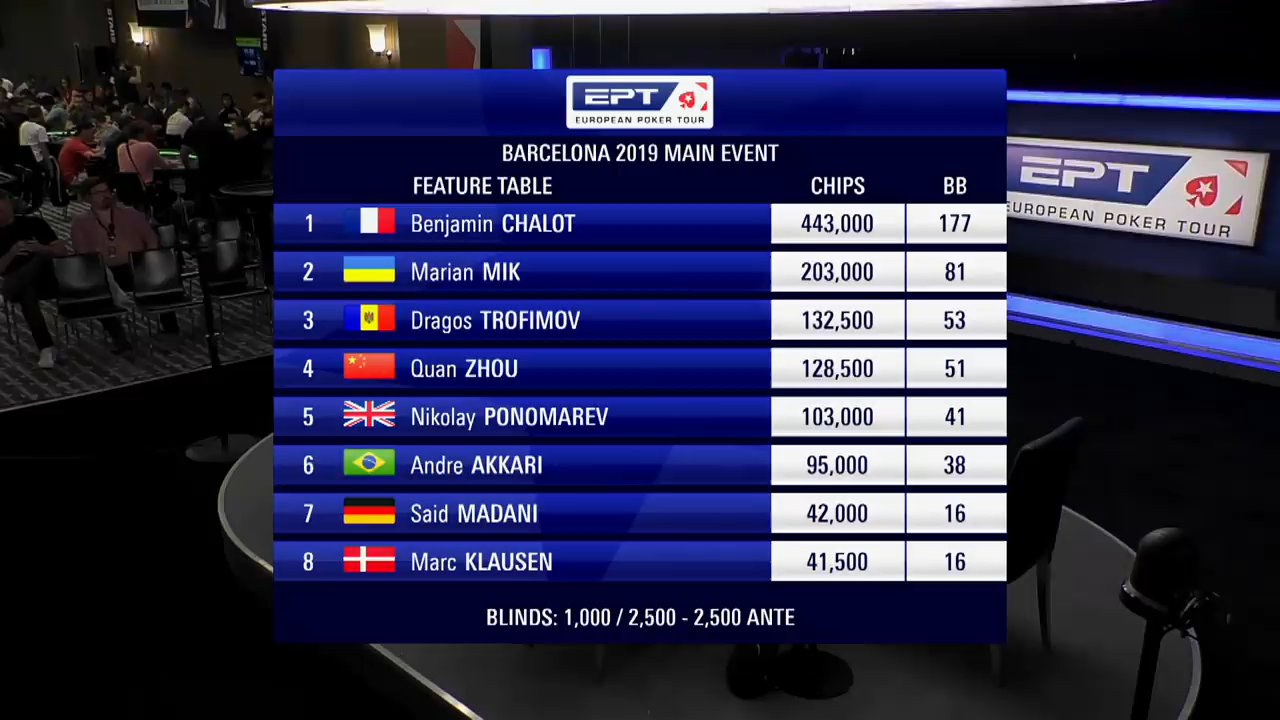 EPT
EUROPEAN POKER TOUR
BARCELONA 2019 MAIN EVENT
FEATURE TABLE CHIPS BB
1 Benjamin CHALOT 443,000 177
2 Marian MIK 203,000 81
3 Dragos TROFIMOV 132,500 53
4 Quan ZHOU 128,500 51
5 Nikolay PONOMAREV 103,000 41
6 Andre AKKARI 95,000 38
7 Said MADANI 42,000 16
8 Marc KLAUSEN 41,500 16
BLINDS: 1,000 / 2,500 - 2,500 ANTE
EPT
EUROPEAN POKER TOUR
STARS